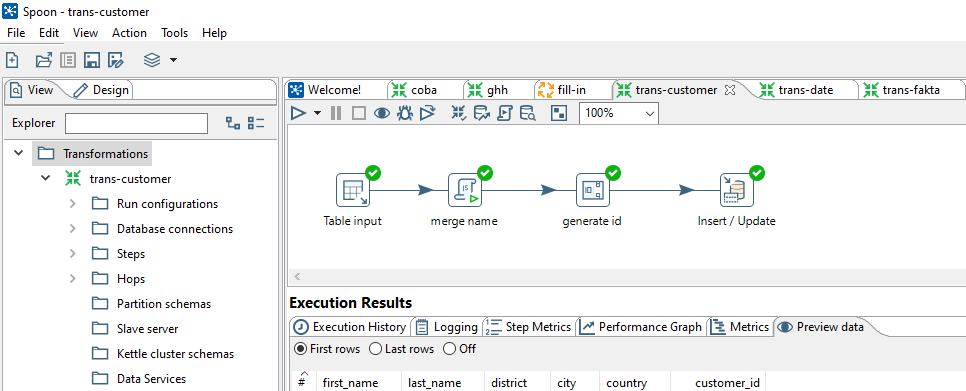 Spoon - trans-customer
File Edit View Action Tools Help
View Design
Welcome! coba ghh fill-in trans-customer trans-date trans-fakta
Explorer
100%
Transformations
trans-customer
Run configurations
Database connections
Steps
Hops
Partition schemas
Slave server
Kettle cluster schemas
Data Services
JS
Table input merge name generate id Insert / Update
Execution Results
Execution History Logging Step Metrics Performance Graph Metrics Preview data
First rows Last rows Off
# first_name last_name district city country customer_id